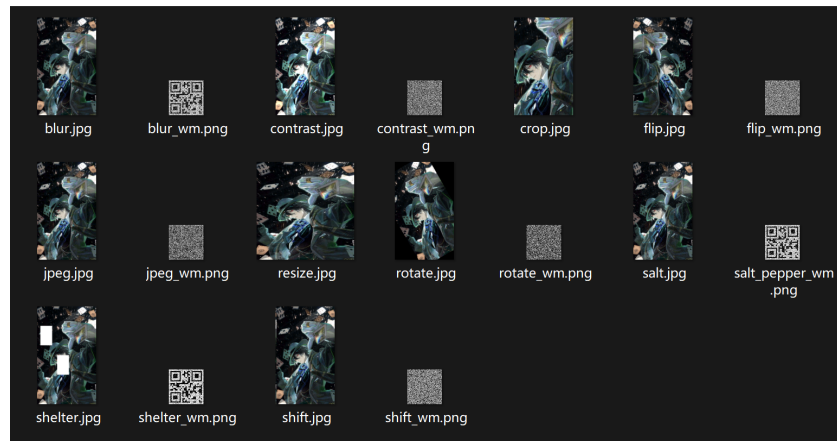 blur.jpg
blur_wm.png
contrast.jpg
contrast_wm.pn
g
crop.jpg
flip.jpg
flip_wm.png
jpeg.jpg
jpeg_wm.png
resize.jpg
rotate.jpg
rotate_wm.png
salt.jpg
salt_pepper_wm
.png
shelter.jpg
shelter_wm.png
shift.jpg
shift_wm.png